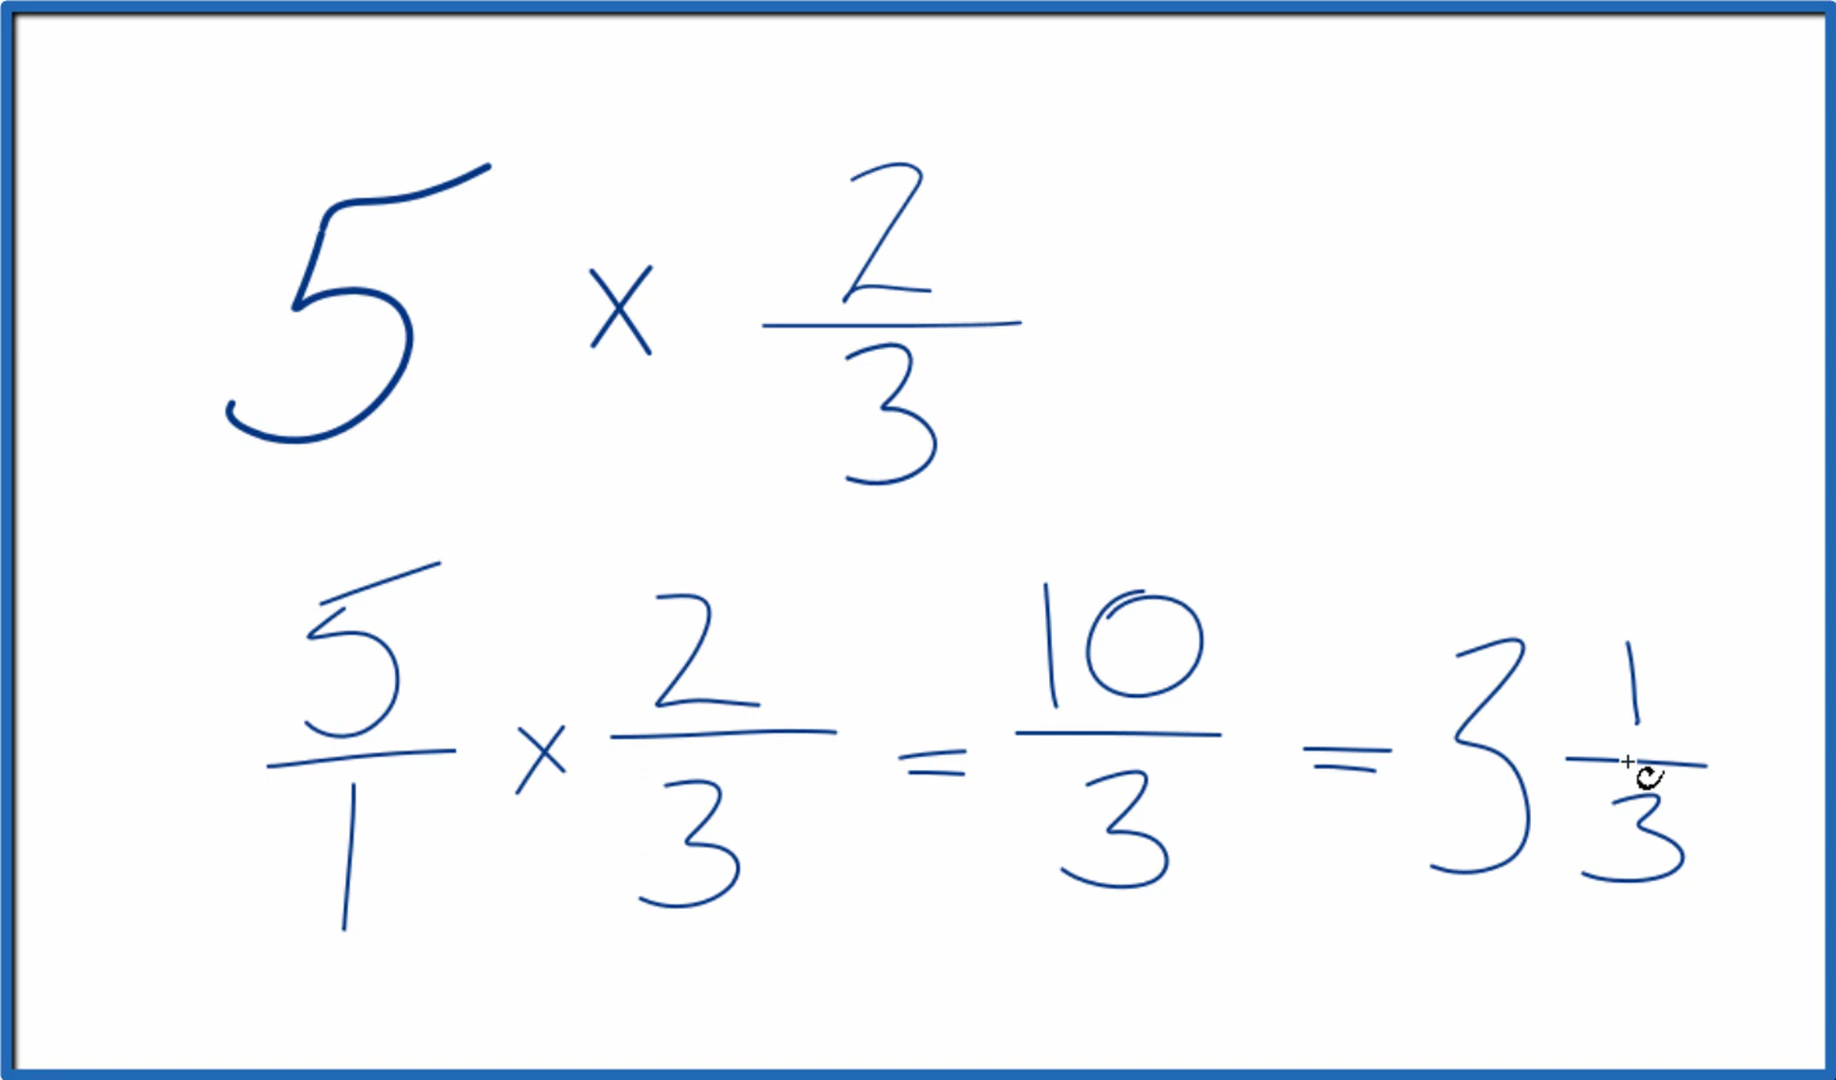 5 × 2/3
5/1 × 2/3 = 10/3 = 3 1/3